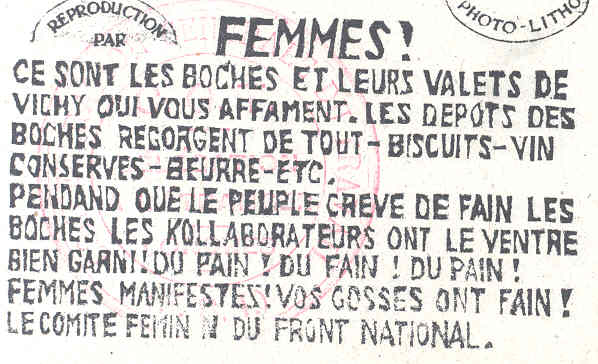 REPRODUCTION
PAR
PHOTO-LITHO
FEMMES!
CE SONT LES BOCHES ET LEURS VALETS DE
VICHY QUI VOUS AFFAMENT. LES DEPOTS DES
BOCHES REGORGENT DE TOUT-BISCUITS-VIN
CONSERVES-BEURRE-ETC.
PENDAND QUE LE PEUPLE CREVE DE FAIN LES
BOCHES LES KOLLABORATEURS ONT LE VENTRE
BIEN GARNI! DU PAIN! DU FAIN! DU PAIN!
FEMMES MANIFESTES! VOS GOSSES ONT FAIN!
LE COMITE FEMININ DU FRONT NATIONAL.